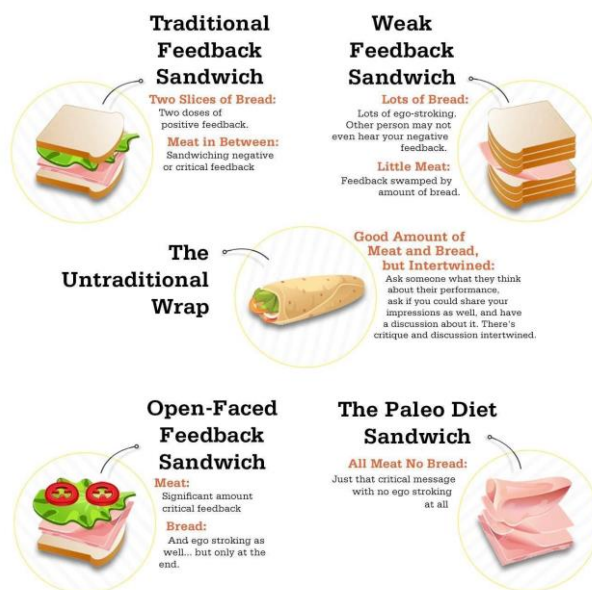 Traditional
Feedback
Sandwich
Two Slices of Bread:
Two doses of
positive feedback.
Meat in Between:
Sandwiching negative
or critical feedback
Weak
Feedback
Sandwich
Lots of Bread:
Lots of ego-stroking.
Other person may not
even hear your negative
feedback.
Little Meat:
Feedback swamped by
amount of bread.
The
Untraditional
Wrap
Good Amount of
Meat and Bread,
but Intertwined:
Ask someone what they think
about their performance,
ask if you could share your
impressions as well, and have
a discussion about it. There's
critique and discussion intertwined.
Open-Faced
Feedback
Sandwich
Meat:
Significant amount
critical feedback
Bread:
And ego stroking as
well... but only at the
end.
The Paleo Diet
Sandwich
All Meat No Bread:
Just that critical message
with no ego stroking
at all